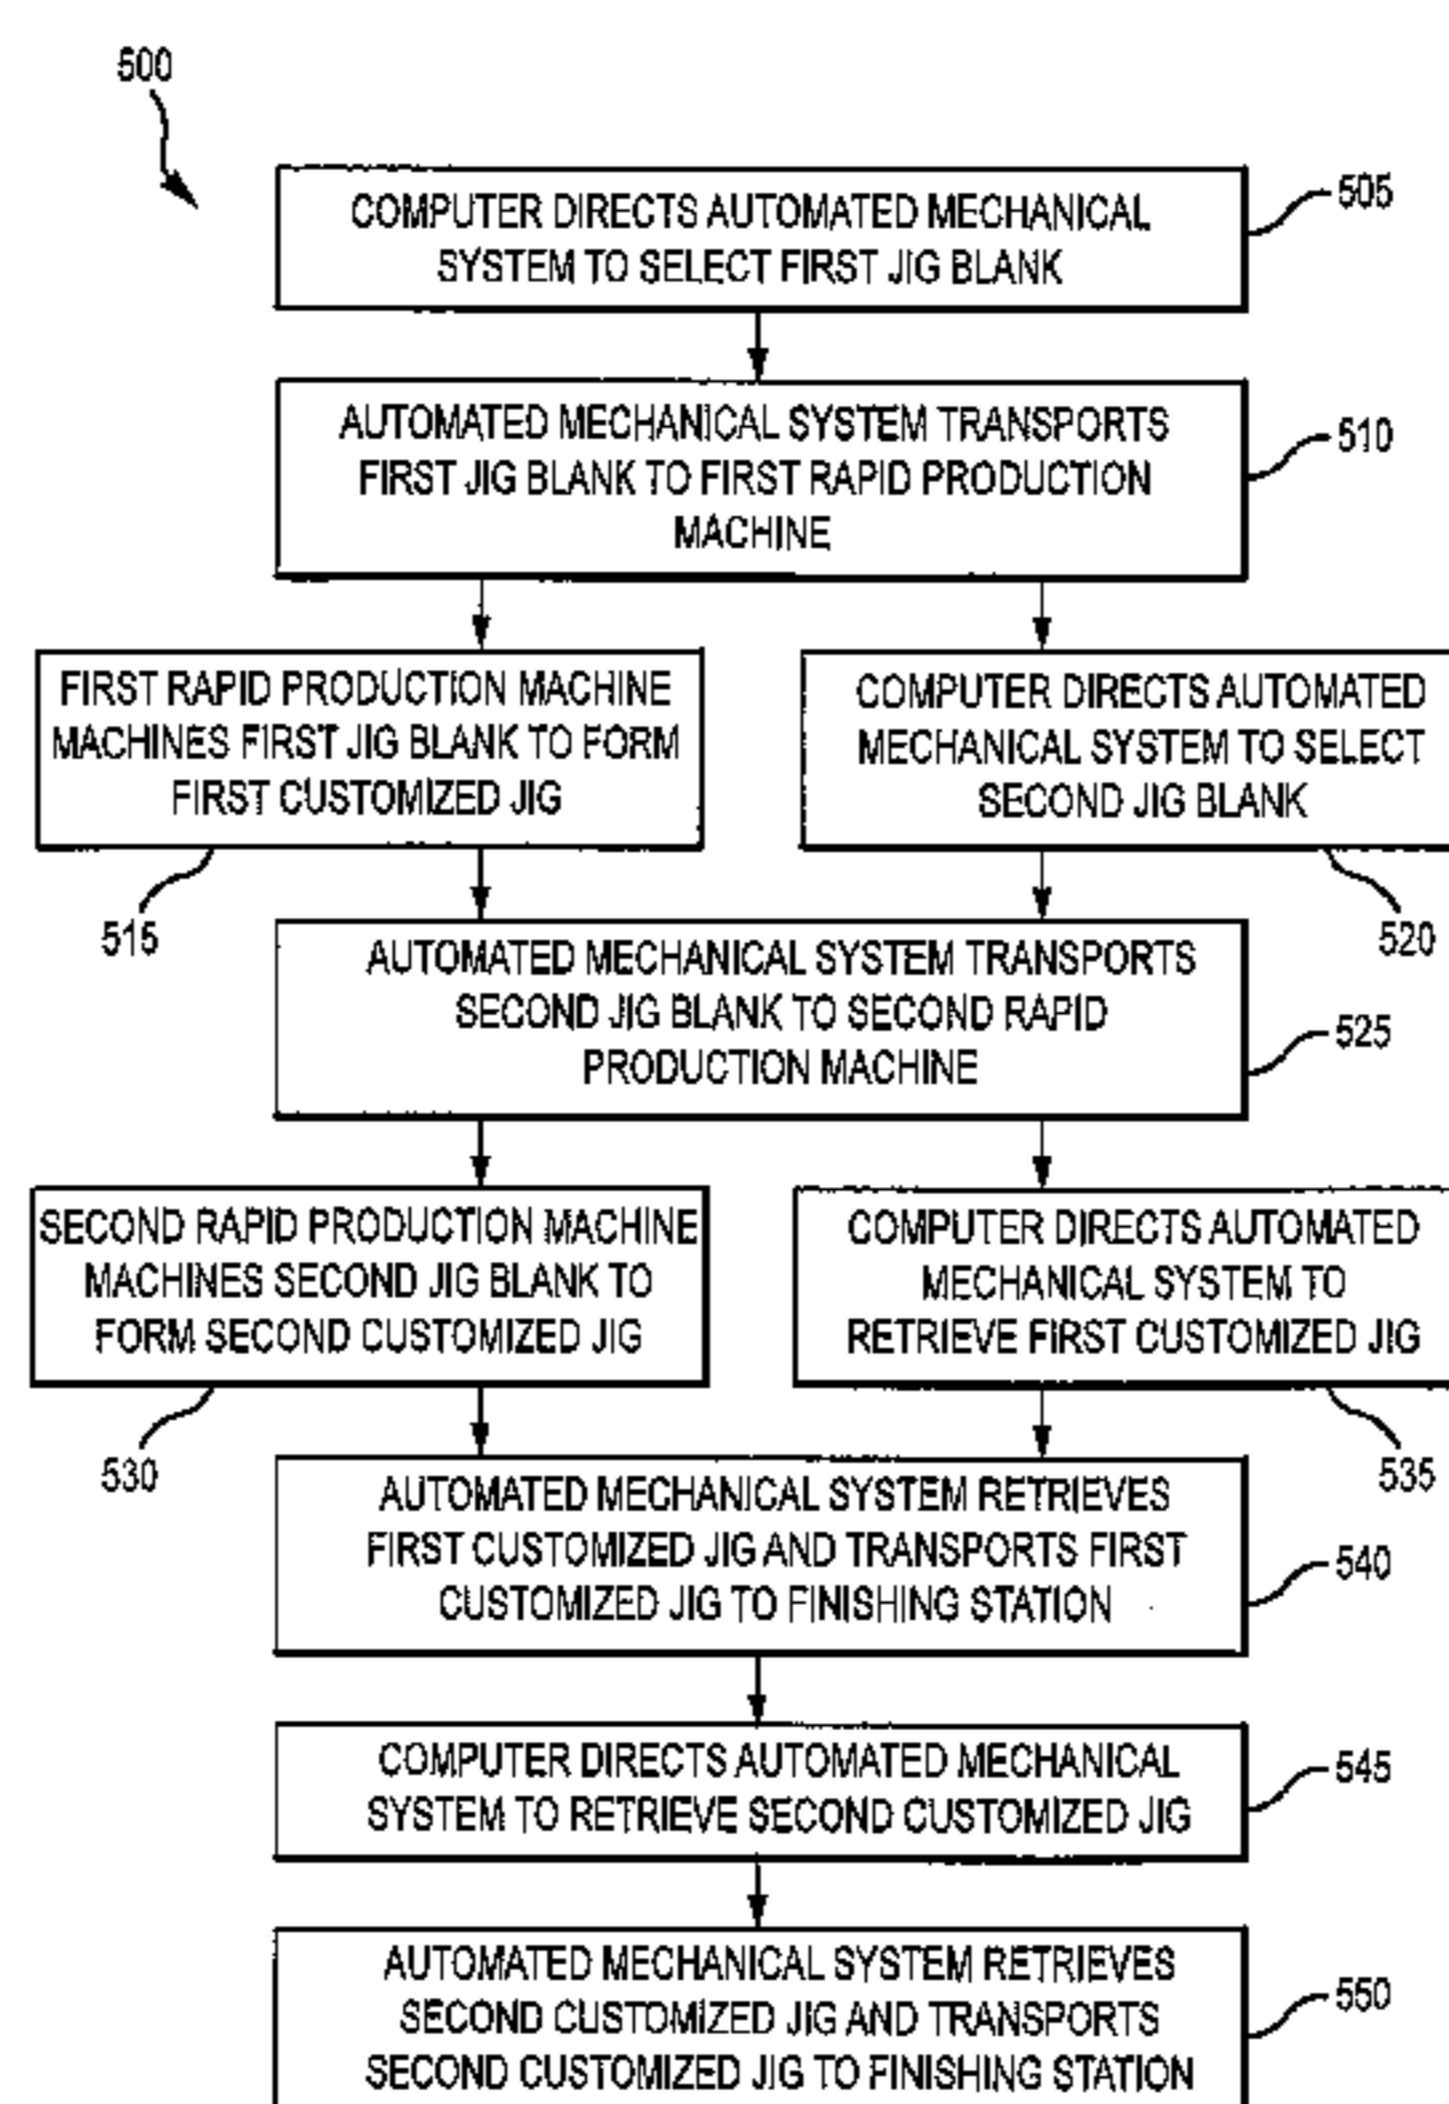 500
COMPUTER DIRECTS AUTOMATED MECHANICAL
SYSTEM TO SELECT FIRST JIG BLANK
505
AUTOMATED MECHANICAL SYSTEM TRANSPORTS
FIRST JIG BLANK TO FIRST RAPID PRODUCTION
MACHINE
510
FIRST RAPID PRODUCTION MACHINE
MACHINES FIRST JIG BLANK TO FORM
FIRST CUSTOMIZED JIG
515
COMPUTER DIRECTS AUTOMATED
MECHANICAL SYSTEM TO SELECT
SECOND JIG BLANK
520
AUTOMATED MECHANICAL SYSTEM TRANSPORTS
SECOND JIG BLANK TO SECOND RAPID
PRODUCTION MACHINE
525
SECOND RAPID PRODUCTION MACHINE
MACHINES SECOND JIG BLANK TO
FORM SECOND CUSTOMIZED JIG
530
COMPUTER DIRECTS AUTOMATED
MECHANICAL SYSTEM TO
RETRIEVE FIRST CUSTOMIZED JIG
535
AUTOMATED MECHANICAL SYSTEM RETRIEVES
FIRST CUSTOMIZED JIG AND TRANSPORTS FIRST
CUSTOMIZED JIG TO FINISHING STATION
540
COMPUTER DIRECTS AUTOMATED MECHANICAL
SYSTEM TO RETRIEVE SECOND CUSTOMIZED JIG
545
AUTOMATED MECHANICAL SYSTEM RETRIEVES
SECOND CUSTOMIZED JIG AND TRANSPORTS
SECOND CUSTOMIZED JIG TO FINISHING STATION
550